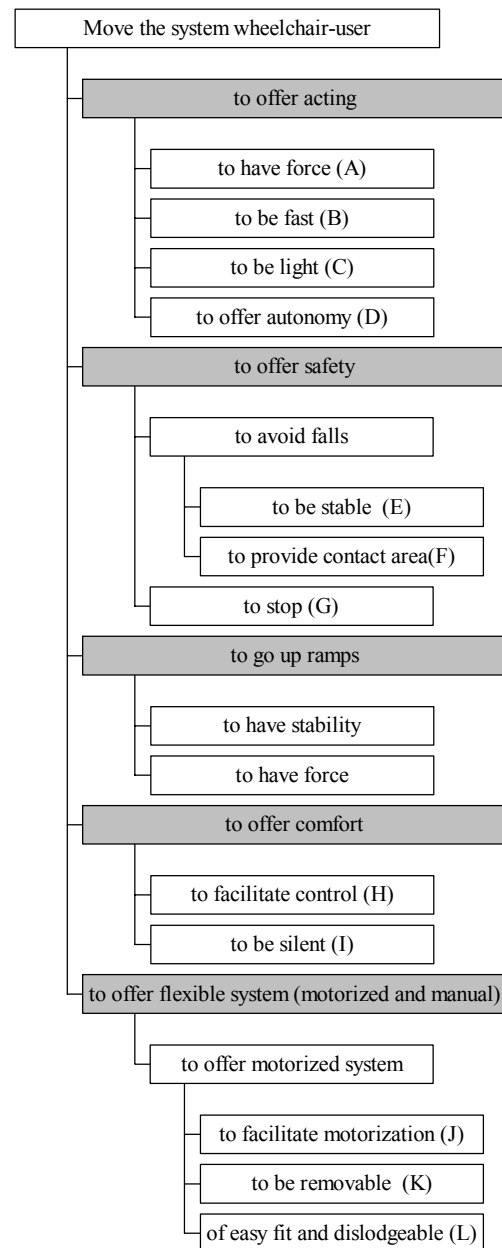 Move the system wheelchair-user
to offer acting
to have force (A)
to be fast (B)
to be light (C)
to offer autonomy (D)
to offer safety
to avoid falls
to be stable (E)
to provide contact area(F)
to stop (G)
to go up ramps
to have stability
to have force
to offer comfort
to facilitate control (H)
to be silent (I)
to offer flexible system (motorized and manual)
to offer motorized system
to facilitate motorization (J)
to be removable (K)
of easy fit and dislodgeable (L)